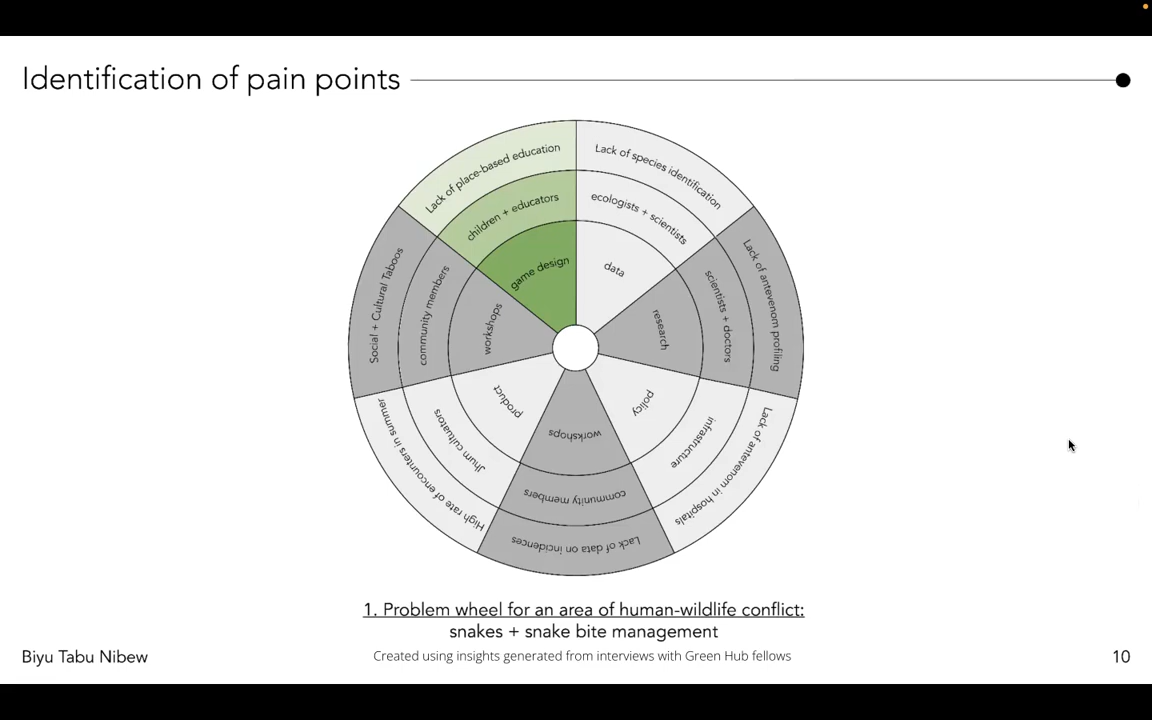 Identification of pain points
Lack of place-based education
children + educators
game design
Lack of species identification
ecologists + scientists
data
Lack of antevenom profiling
scientists + doctors
research
Lack of antevenom in hospitals
infrastructure
policy
Lack of data on incidences
community members
workshops
High rate of encounters in summer
Jhum cultuators
product
Social + Cultural Taboos
community members
workshops
1. Problem wheel for an area of human-wildlife conflict:
snakes + snake bite management
Created using insights generated from interviews with Green Hub fellows
Biyu Tabu Nibew
10